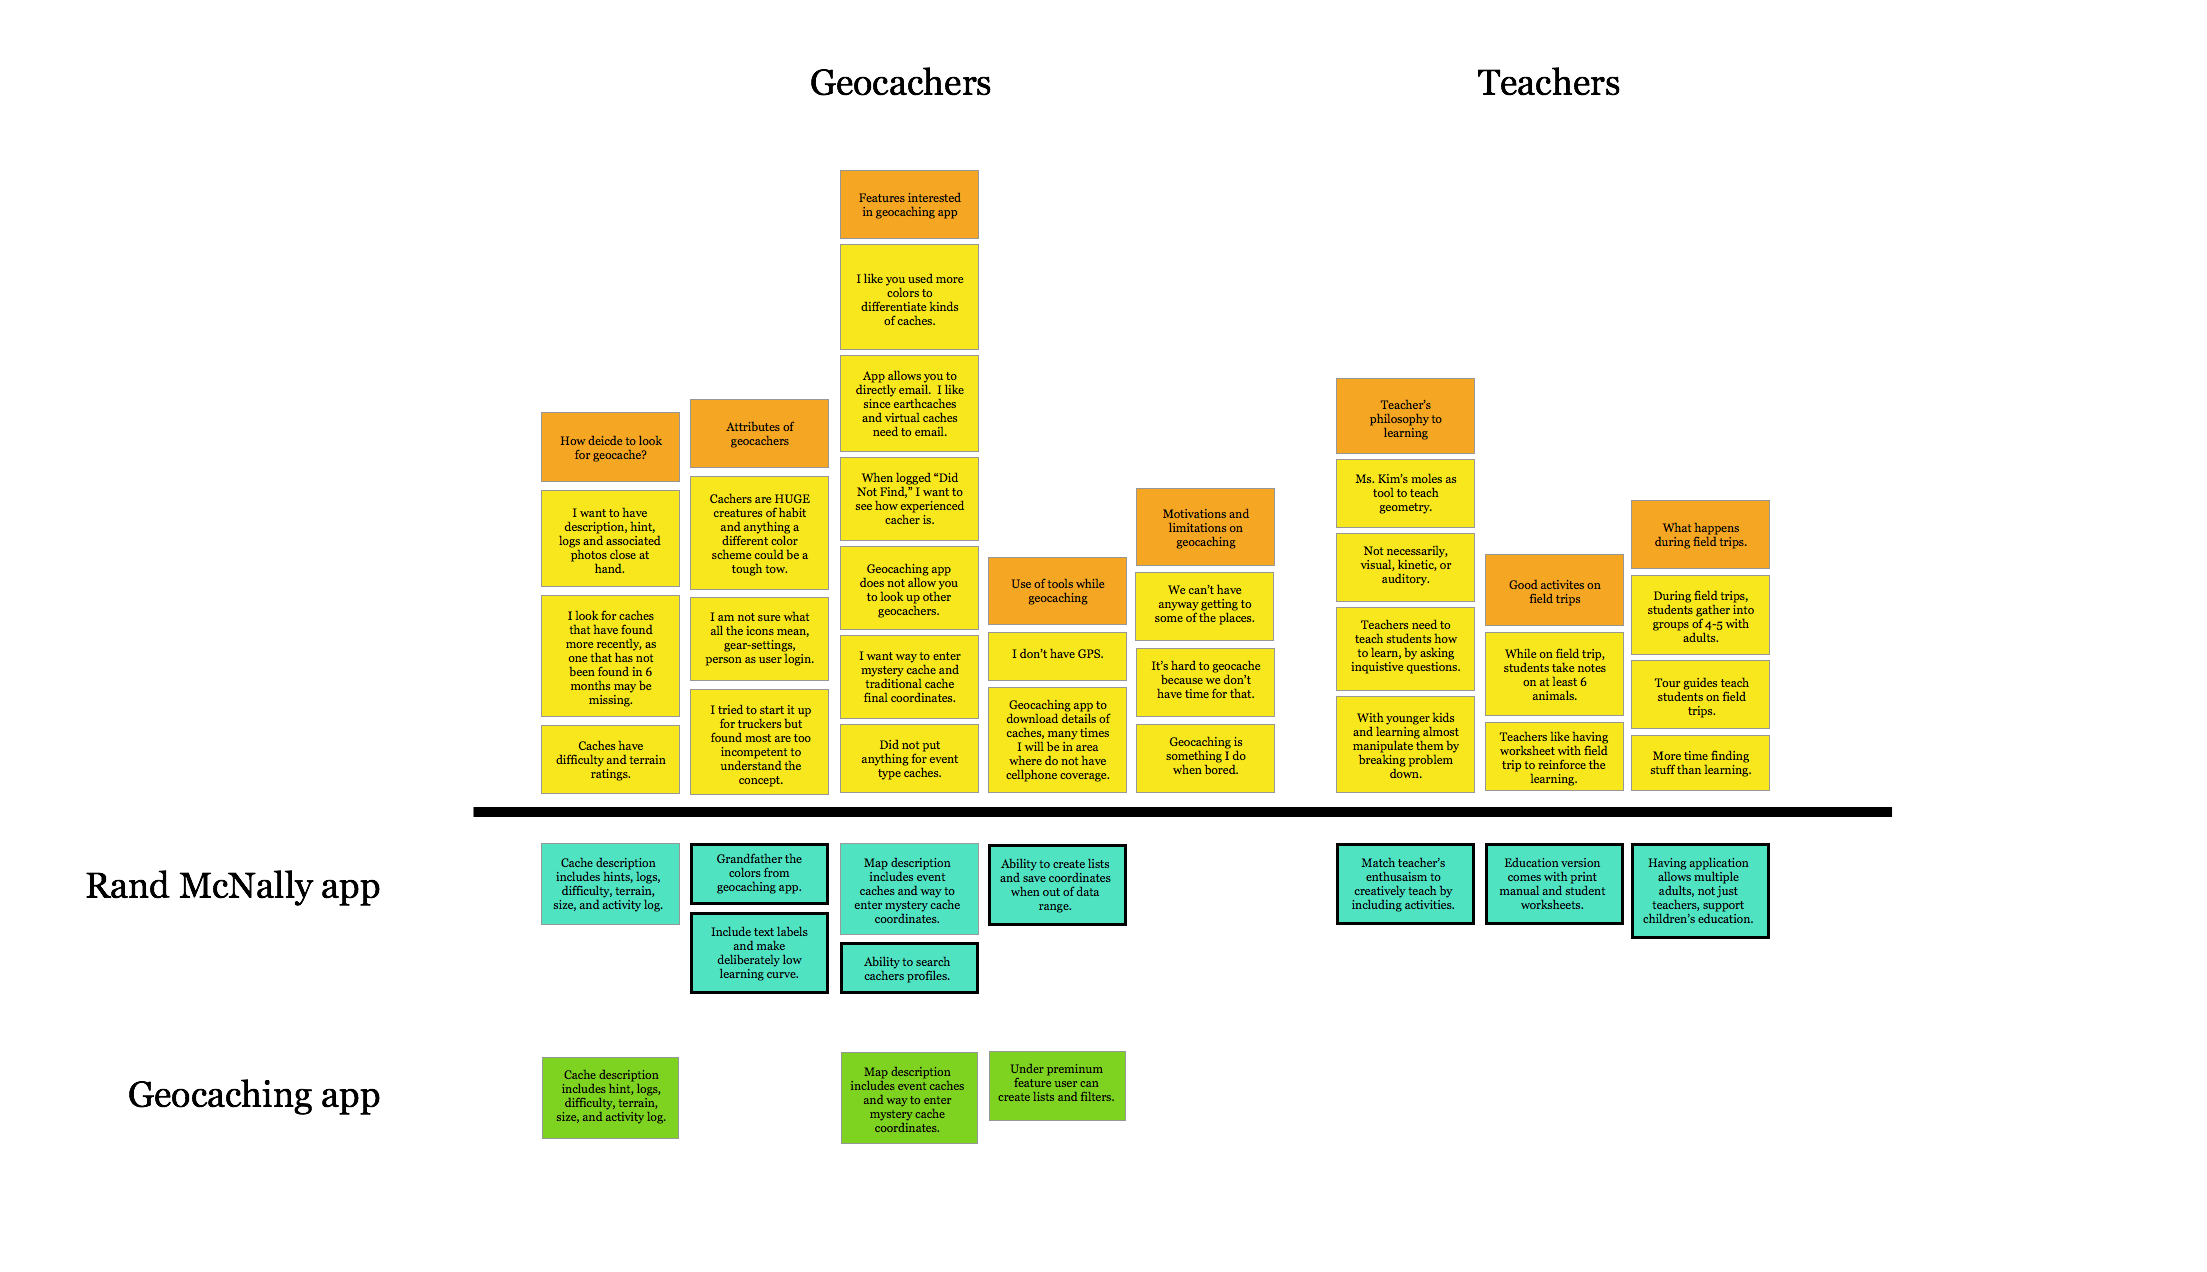 Geocachers
Teachers
How deicde to look
for geocache?
I want to have
description, hint,
logs and associated
photos close at
hand.
I look for caches
that have found
more recently, as
one that has not
been found in 6
months may be
missing.
Caches have
difficulty and terrain
ratings.
Attributes of
geocachers
Cachers are HUGE
creatures of habit
and anything a
different color
scheme could be a
tough tow.
I am not sure what
all the icons mean,
gear-settings,
person as user login.
I tried to start it up
for truckers but
found most are too
incompetent to
understand the
concept.
Features interested
in geocaching app
I like you used more
colors to
differentiate kinds
of caches.
App allows you to
directly email.  I like
since earthcaches
and virtual caches
need to email.
When logged “Did
Not Find,” I want to
see how experienced
cacher is.
Geocaching app
does not allow you
to look up other
geocachers.
I want way to enter
mystery cache and
traditional cache
final coordinates.
Did not put
anything for event
type caches.
Use of tools while
geocaching
I don’t have GPS.
Geocaching app to
download details of
caches, many times
I will be in area
where do not have
cellphone coverage.
Motivations and
limitations on
geocaching
We can’t have
anyway getting to
some of the places.
It’s hard to geocache
because we don’t
have time for that.
Geocaching is
something I do
when bored.
Teacher’s
philosophy to
learning
Ms. Kim’s moles as
tool to teach
geometry.
Not necessarily,
visual, kinetic, or
auditory.
Teachers need to
teach students how
to learn, by asking
inquistive questions.
With younger kids
and learning almost
manipulate them by
breaking problem
down.
Good activites on
field trips
While on field trip,
students take notes
on at least 6
animals.
Teachers like having
worksheet with field
trip to reinforce the
learning.
What happens
during field trips.
During field trips,
students gather into
groups of 4-5 with
adults.
Tour guides teach
students on field
trips.
More time finding
stuff than learning.
Rand McNally app
Cache description
includes hints, logs,
difficulty, terrain,
size, and activity log.
Grandfather the
colors from
geocaching app.
Include text labels
and make
deliberately low
learning curve.
Map description
includes event
caches and way to
enter mystery cache
coordinates.
Ability to search
cachers profiles.
Ability to create lists
and save coordinates
when out of data
range.
Match teacher’s
enthusaism to
creatively teach by
including activities.
Education version
comes with print
manual and student
worksheets.
Having application
allows multiple
adults, not just
teachers, support
children’s education.
Geocaching app
Cache description
includes hint, logs,
difficulty, terrain,
size, and activity log.
Map description
includes event caches
and way to enter
mystery cache
coordinates.
Under preminum
feature user can
create lists and filters.